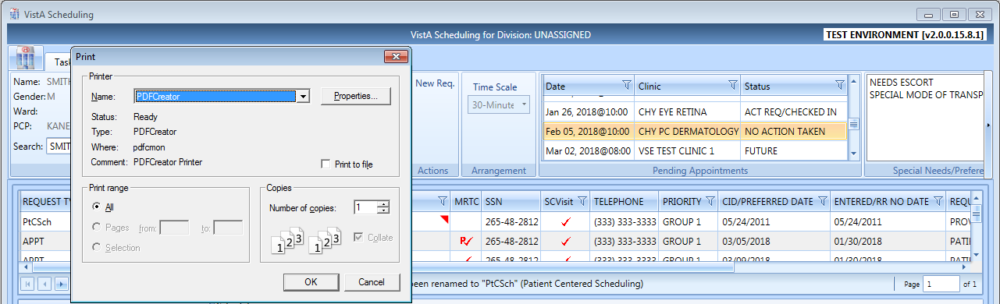 VistA Scheduling
VistA Scheduling for Division: UNASSIGNED
TEST ENVIRONMENT [v2.0.0.15.8.1]
Task
Name: SMITH
Gender: M
Ward:
PCP: KANE
Search: SMIT
Print
Printer
Name: PDFCreator
Properties...
Status: Ready
Type: PDFCreator
Where: pdfcmon
Comment: PDFCreator Printer
Print to file
Print range
All
Pages from: to:
Selection
Copies
Number of copies: 1
1 2 3 1 2 3
Collate
OK Cancel
New Req.
Actions
Time Scale
30-Minute
Arrangement
Date Clinic Status
Jan 26, 2018@10:00 CHY EYE RETINA ACT REQ/CHECKED IN
Feb 05, 2018@10:00 CHY PC DERMATOLOGY NO ACTION TAKEN
Mar 02, 2018@08:00 VSE TEST CLINIC 1 FUTURE
Pending Appointments
NEEDS ESCORT
SPECIAL MODE OF TRANSP
Special Needs/Prefere
REQUEST TY MRTC SSN SCVisit TELEPHONE PRIORITY CID/PREFERRED DATE ENTERED/RR NO DATE REQU
PtCSch 265-48-2812 (333) 333-3333 GROUP 1 05/24/2011 05/24/2011 PROV
APPT P 265-48-2812 (333) 333-3333 GROUP 1 03/05/2018 01/30/2018 PATIE
APPT 265-48-2812 (333) 333-3333 GROUP 1 03/09/2018 01/30/2018 PATIE
been renamed to "PtCSch" (Patient Centered Scheduling)
Page 1 of 1